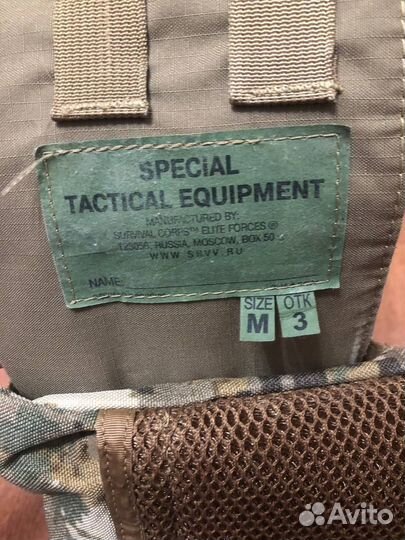 SPECIAL
TACTICAL EQUIPMENT
MANUFACTURED BY:
SURVIVAL CORPS™ ELITE FORCES ®
123056, RUSSIA, MOSCOW, BOX 50
WWW.SRVV.RU
NAME:
SIZE OTK
M 3
Avito